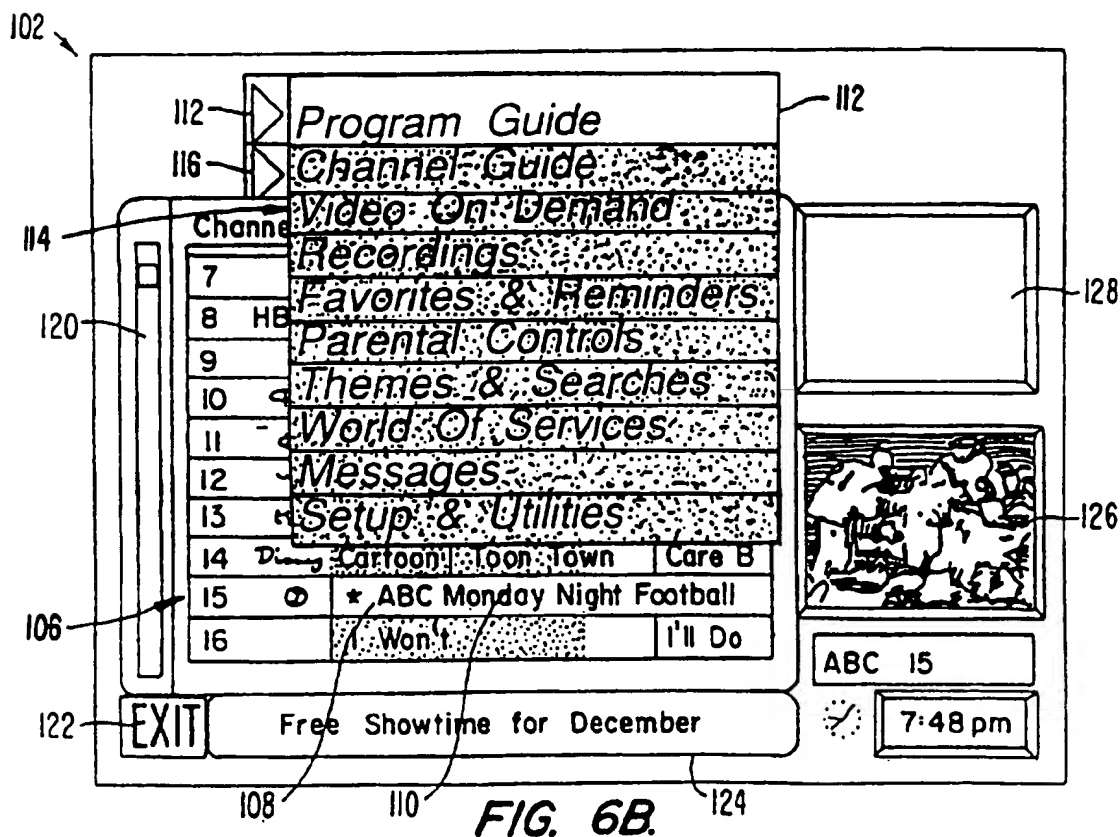 102
112
Program Guide
112
116
Channel Guide
114
Video On Demand
Channe
Recordings
7
Favorites & Reminders
128
120
8 HB
Parental Controls
9
Themes & Searches
10
World Of Services
11
Messages
12
Setup & Utilities
13
126
14 Disney Cartoon Toon Town Care B
106
15 * ABC Monday Night Football
16 I Won't I'll Do
ABC 15
122
EXIT
Free Showtime for December
7:48 pm
108
110
124
FIG. 6B.